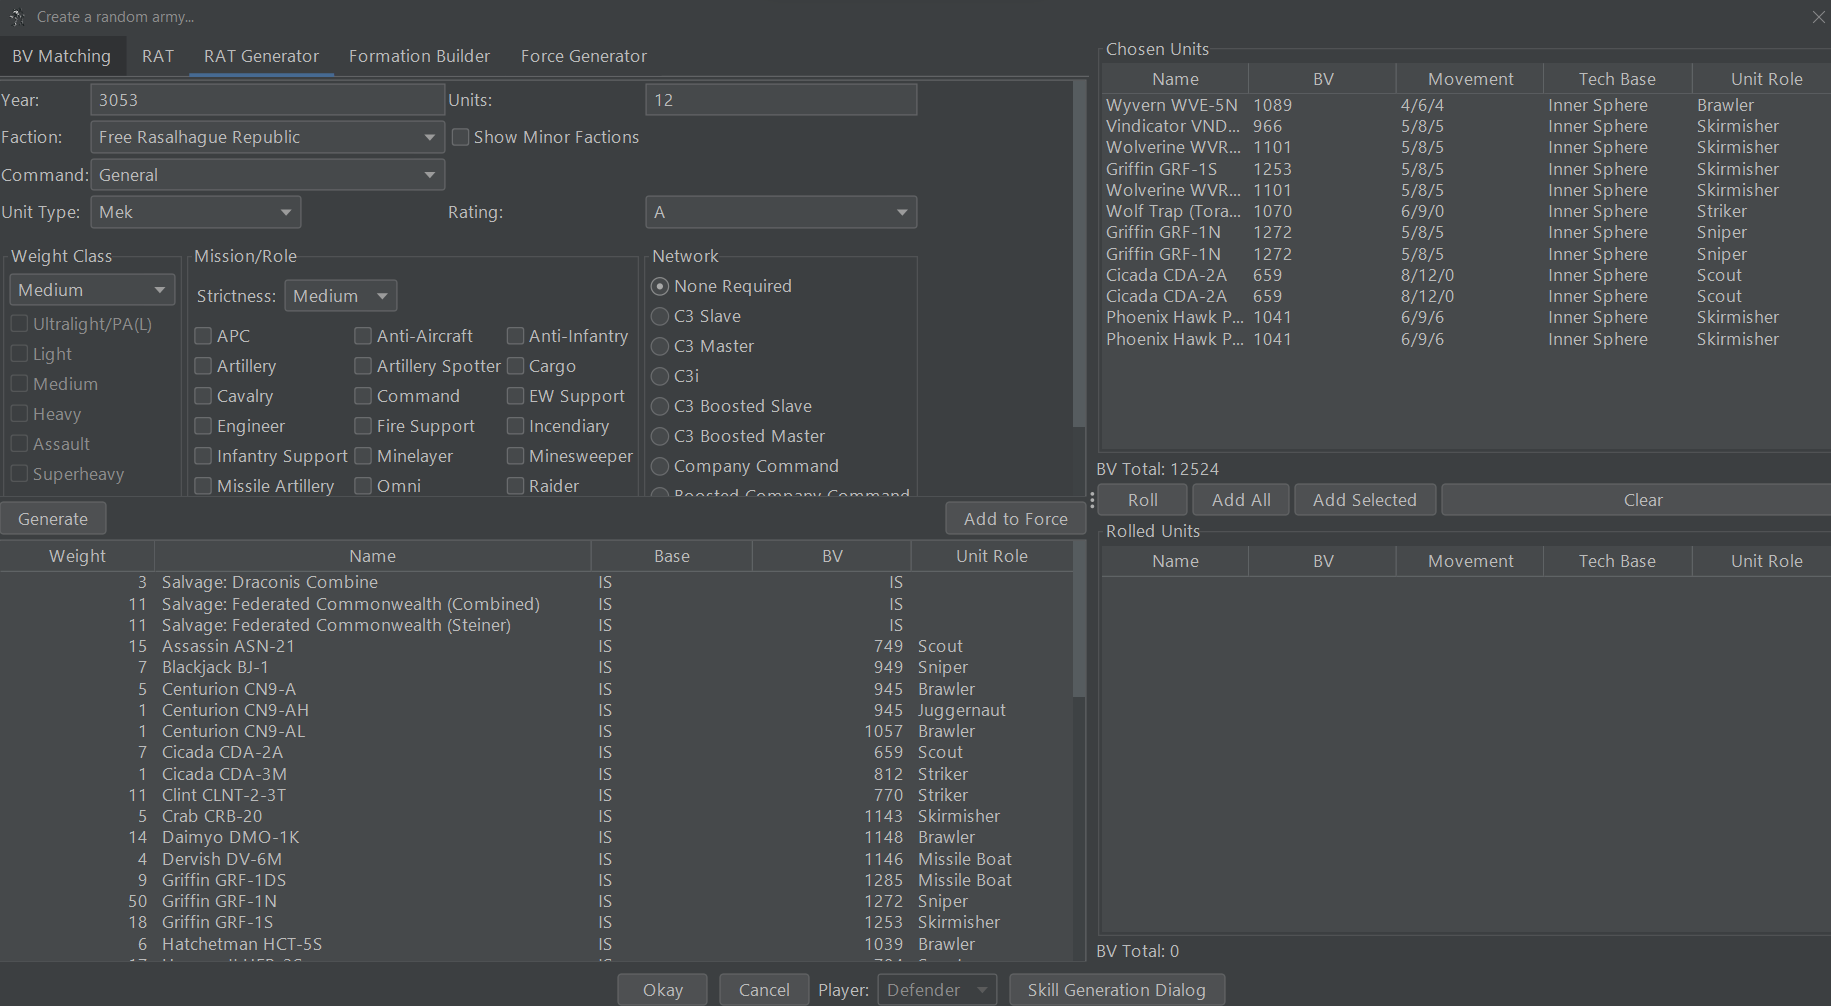 Create a random army...
BV Matching RAT RAT Generator Formation Builder Force Generator
Year: 3053 Units: 12
Faction: Free Rasalhague Republic Show Minor Factions
Command: General
Unit Type: Mek Rating: A
Weight Class
Medium
Ultralight/PA(L)
Light
Medium
Heavy
Assault
Superheavy
Mission/Role
Strictness: Medium
APC Anti-Aircraft Anti-Infantry
Artillery Artillery Spotter Cargo
Cavalry Command EW Support
Engineer Fire Support Incendiary
Infantry Support Minelayer Minesweeper
Missile Artillery Omni Raider
Network
None Required
C3 Slave
C3 Master
C3i
C3 Boosted Slave
C3 Boosted Master
Company Command
Boosted Company Command
Generate Add to Force
Weight Name Base BV Unit Role
3 Salvage: Draconis Combine IS IS
11 Salvage: Federated Commonwealth (Combined) IS IS
11 Salvage: Federated Commonwealth (Steiner) IS IS
15 Assassin ASN-21 IS 749 Scout
7 Blackjack BJ-1 IS 949 Sniper
5 Centurion CN9-A IS 945 Brawler
1 Centurion CN9-AH IS 945 Juggernaut
1 Centurion CN9-AL IS 1057 Brawler
7 Cicada CDA-2A IS 659 Scout
1 Cicada CDA-3M IS 812 Striker
11 Clint CLNT-2-3T IS 770 Striker
5 Crab CRB-20 IS 1143 Skirmisher
14 Daimyo DMO-1K IS 1148 Brawler
4 Dervish DV-6M IS 1146 Missile Boat
9 Griffin GRF-1DS IS 1285 Missile Boat
50 Griffin GRF-1N IS 1272 Sniper
18 Griffin GRF-1S IS 1253 Skirmisher
6 Hatchetman HCT-5S IS 1039 Brawler
Chosen Units
Name BV Movement Tech Base Unit Role
Wyvern WVE-5N 1089 4/6/4 Inner Sphere Brawler
Vindicator VND... 966 5/8/5 Inner Sphere Skirmisher
Wolverine WVR... 1101 5/8/5 Inner Sphere Skirmisher
Griffin GRF-1S 1253 5/8/5 Inner Sphere Skirmisher
Wolverine WVR... 1101 5/8/5 Inner Sphere Skirmisher
Wolf Trap (Tora... 1070 6/9/0 Inner Sphere Striker
Griffin GRF-1N 1272 5/8/5 Inner Sphere Sniper
Griffin GRF-1N 1272 5/8/5 Inner Sphere Sniper
Cicada CDA-2A 659 8/12/0 Inner Sphere Scout
Cicada CDA-2A 659 8/12/0 Inner Sphere Scout
Phoenix Hawk P... 1041 6/9/6 Inner Sphere Skirmisher
Phoenix Hawk P... 1041 6/9/6 Inner Sphere Skirmisher
BV Total: 12524
Roll Add All Add Selected Clear
Rolled Units
Name BV Movement Tech Base Unit Role
BV Total: 0
Okay Cancel Player: Defender Skill Generation Dialog